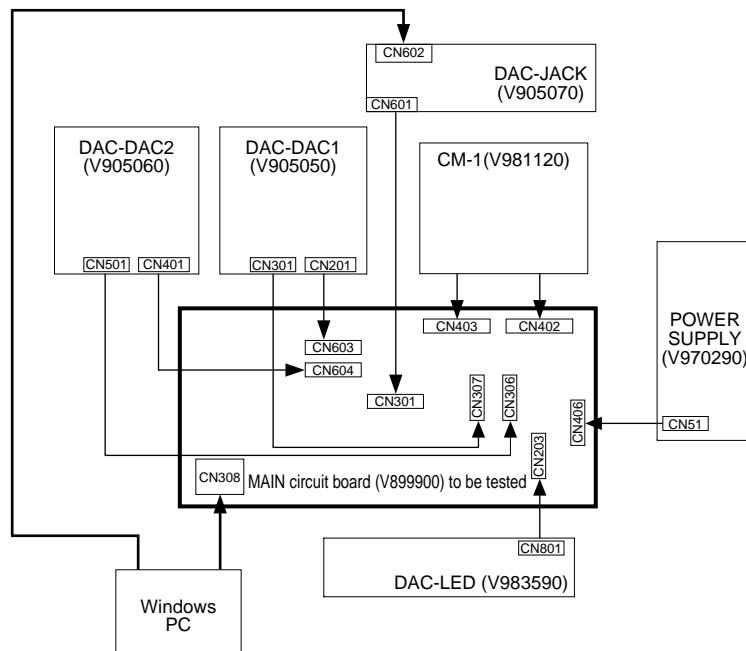 CN602
DAC-JACK
(V905070)
CN601
DAC-DAC2
(V905060)
CN501
CN401
DAC-DAC1
(V905050)
CN301
CN201
CM-1(V981120)
POWER
SUPPLY
(V970290)
CN51
CN403
CN402
CN603
CN604
CN301
CN307
CN306
CN406
CN203
CN308
MAIN circuit board (V899900) to be tested
CN801
DAC-LED (V983590)
Windows
PC